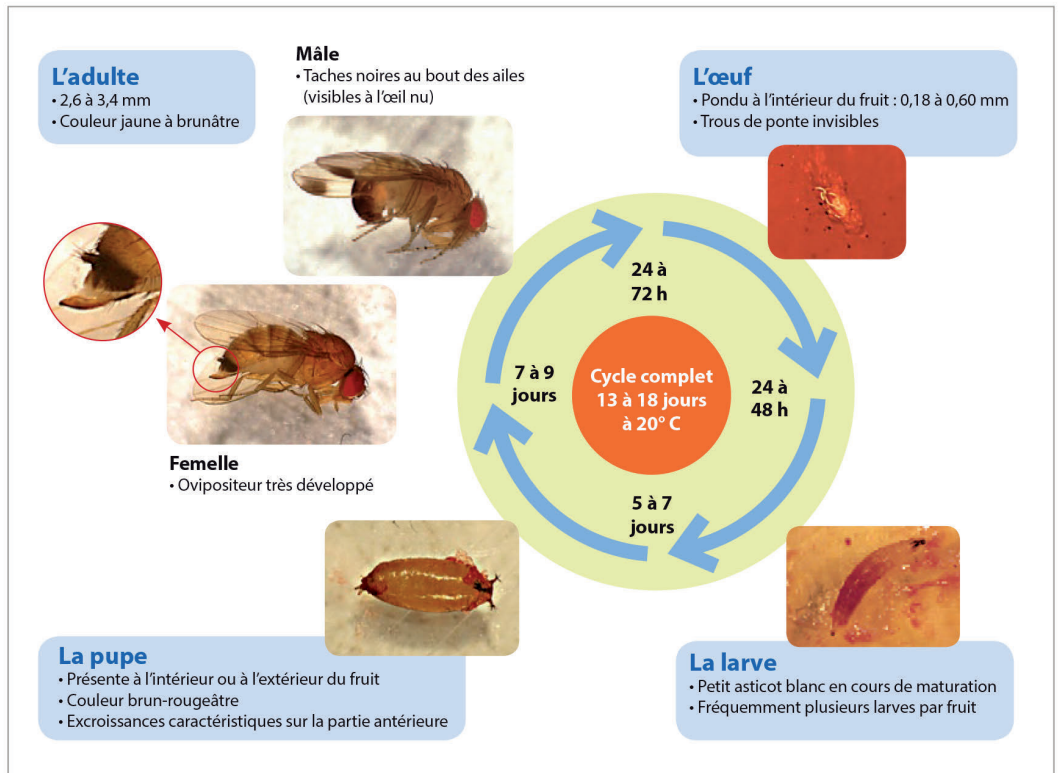 L'adulte
• 2,6 à 3,4 mm
• Couleur jaune à brunâtre
Mâle
• Taches noires au bout des ailes
(visibles à l'œil nu)
L'œuf
• Pondu à l'intérieur du fruit : 0,18 à 0,60 mm
• Trous de ponte invisibles
24 à
72 h
7 à 9
jours
Cycle complet
13 à 18 jours
à 20° C
24 à
48 h
5 à 7
jours
Femelle
• Ovipositeur très développé
La pupe
• Présente à l'intérieur ou à l'extérieur du fruit
• Couleur brun-rougeâtre
• Excroissances caractéristiques sur la partie antérieure
La larve
• Petit asticot blanc en cours de maturation
• Fréquemment plusieurs larves par fruit